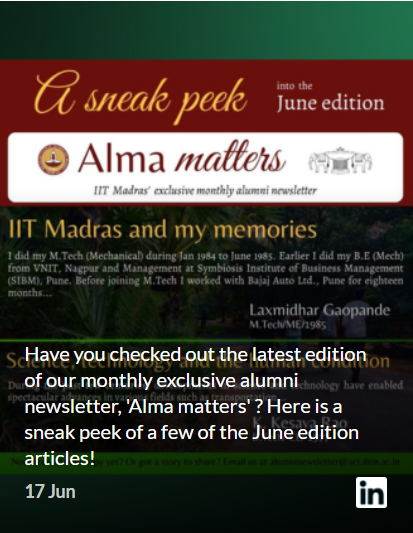 A sneak peek
into the
June edition
Alma matters
IIT Madras' exclusive monthly alumni newsletter
IIT Madras and my memories
I did my M.Tech (Mechanical) during Jan 1984 to June 1985. Earlier I did my B.E (Mech)
from VNIT, Nagpur and Management at Symbiosis Institute of Business Management
(SIBM), Pune. Before joining M.Tech I worked with Bajaj Auto Ltd., Pune for eighteen
months...
Laxmidhar Gaopande
M.Tech/ME/1985
Science, technology and the human condition
Have you checked out the latest edition
of our monthly exclusive alumni
newsletter, 'Alma matters' ? Here is a
sneak peek of a few of the June edition
articles!
technology have enabled
spectacular advances in various fields such as transportation
K. Kesava Rao
17 Jun
in